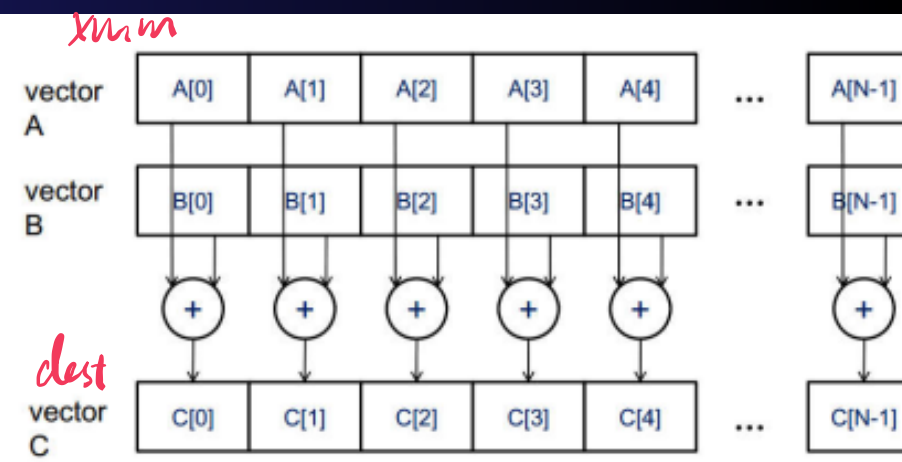 xmm
vector A
A[0] A[1] A[2] A[3] A[4] ... A[N-1]
vector B
B[0] B[1] B[2] B[3] B[4] ... B[N-1]
+ + + + + +
dest
vector C
C[0] C[1] C[2] C[3] C[4] ... C[N-1]